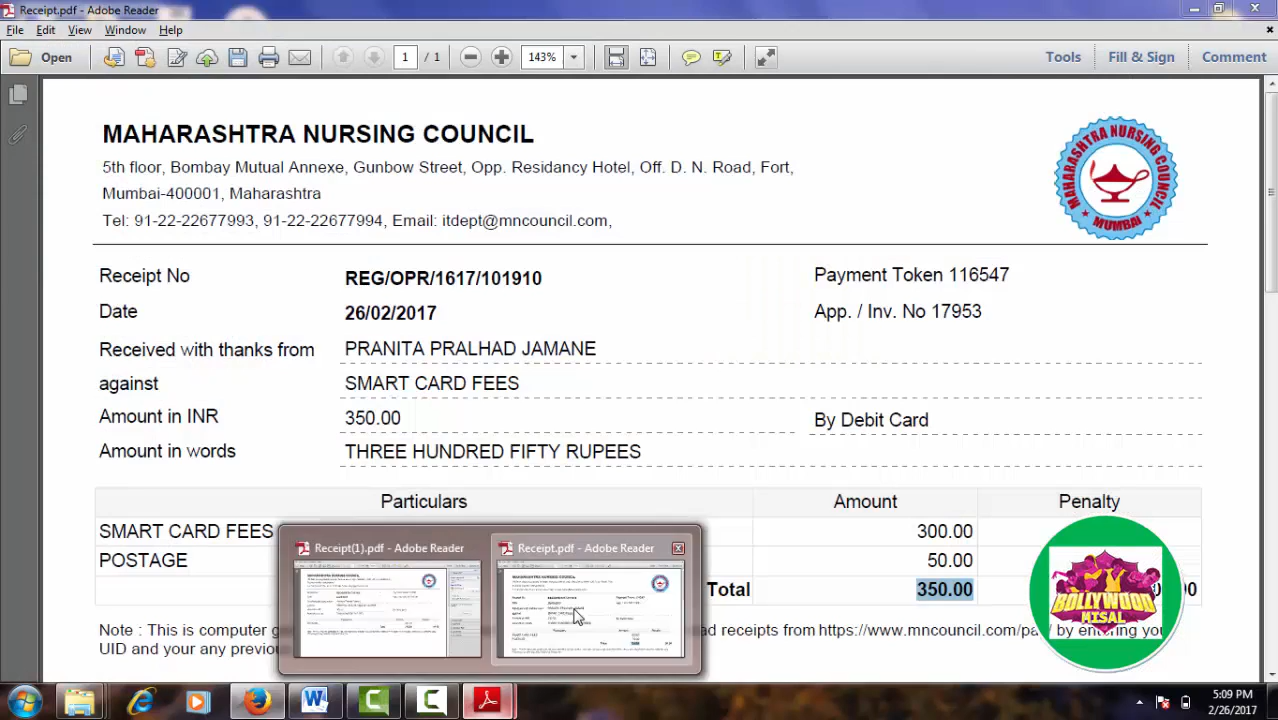 Receipt.pdf - Adobe Reader
File Edit View Window Help
Open 1 / 1 143% Tools Fill & Sign Comment
MAHARASHTRA NURSING COUNCIL
5th floor, Bombay Mutual Annexe, Gunbow Street, Opp. Residancy Hotel, Off. D. N. Road, Fort,
Mumbai-400001, Maharashtra
Tel: 91-22-22677993, 91-22-22677994, Email: itdept@mncouncil.com,
MAHARASHTRA NURSING COUNCIL
MUMBAI
Receipt No REG/OPR/1617/101910 Payment Token 116547
Date 26/02/2017 App. / Inv. No 17953
Received with thanks from PRANITA PRALHAD JAMANE
against SMART CARD FEES
Amount in INR 350.00 By Debit Card
Amount in words THREE HUNDRED FIFTY RUPEES
Particulars Amount Penalty
SMART CARD FEES 300.00
POSTAGE 50.00
Total 350.00
Note : This is computer
receipts from https://www.mncouncil.com/pa by entering
UID and your any previou
Receipt(1).pdf - Adobe Reader
Receipt.pdf - Adobe Reader
BOLLYWOOD
MISAL
5:09 PM
2/26/2017